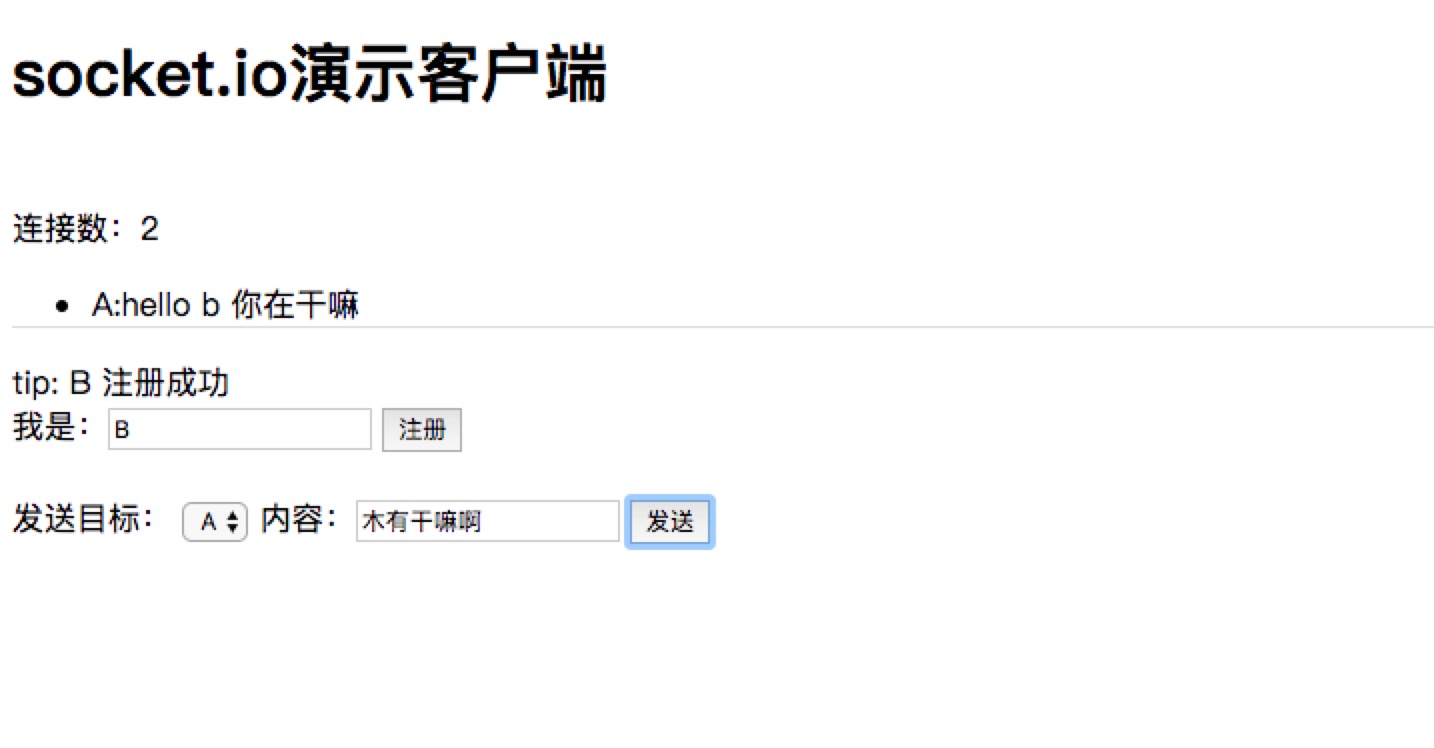 socket.io演示客户端
连接数：2
A:hello b 你在干嘛
tip: B 注册成功
我是： B 注册
发送目标： A 内容： 木有干嘛啊 发送